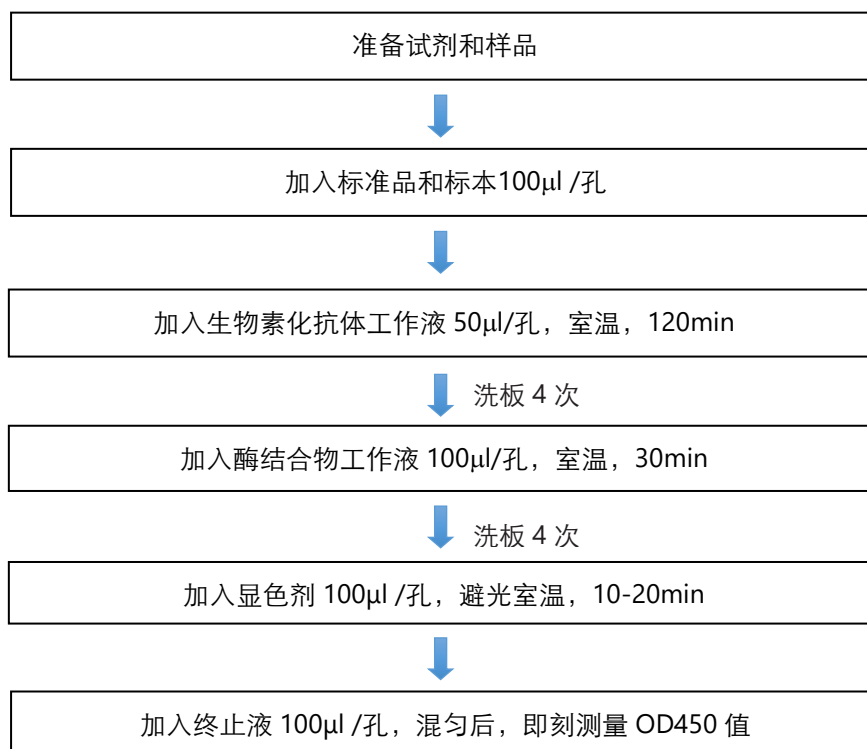 准备试剂和样品
加入标准品和标本100μl /孔
加入生物素化抗体工作液 50μl/孔，室温，120min
洗板 4 次
加入酶结合物工作液 100μl/孔，室温，30min
洗板 4 次
加入显色剂 100μl /孔，避光室温，10-20min
加入终止液 100μl /孔，混匀后，即刻测量 OD450 值